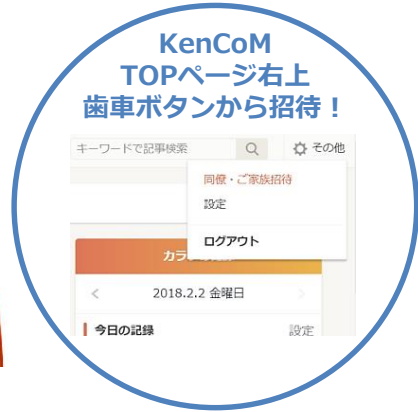 KenCoM
TOPページ右上
歯車ボタンから招待！
キーワードで記事検索
その他
同僚・ご家族招待
設定
ログアウト
カラ
2018.2.2 金曜日
今日の記録
設定